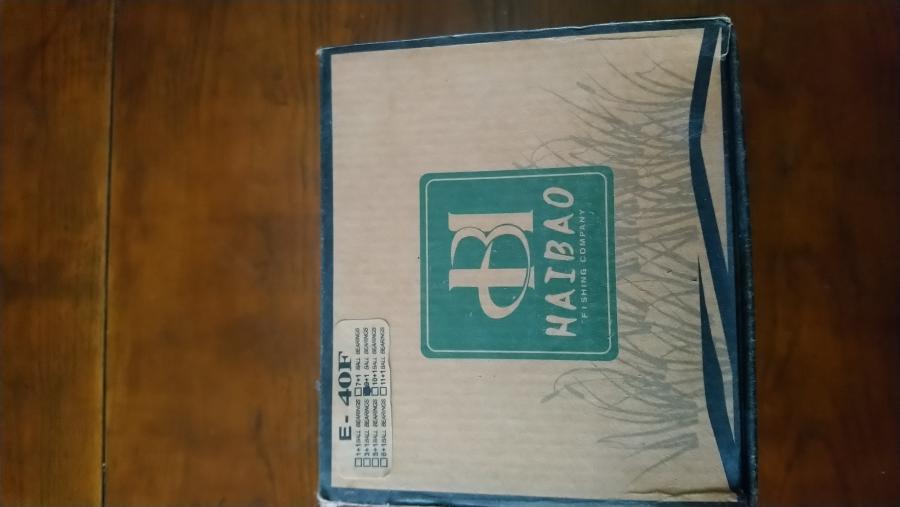 HAIBAO
FISHING COMPANY
E- 40F
1+1 BALL BEARINGS 7+1 BALL BEARINGS
3+1 BALL BEARINGS 9+1 BALL BEARINGS
5+1 BALL BEARINGS 10+1 BALL BEARINGS
6+1 BALL BEARINGS 11+1 BALL BEARINGS